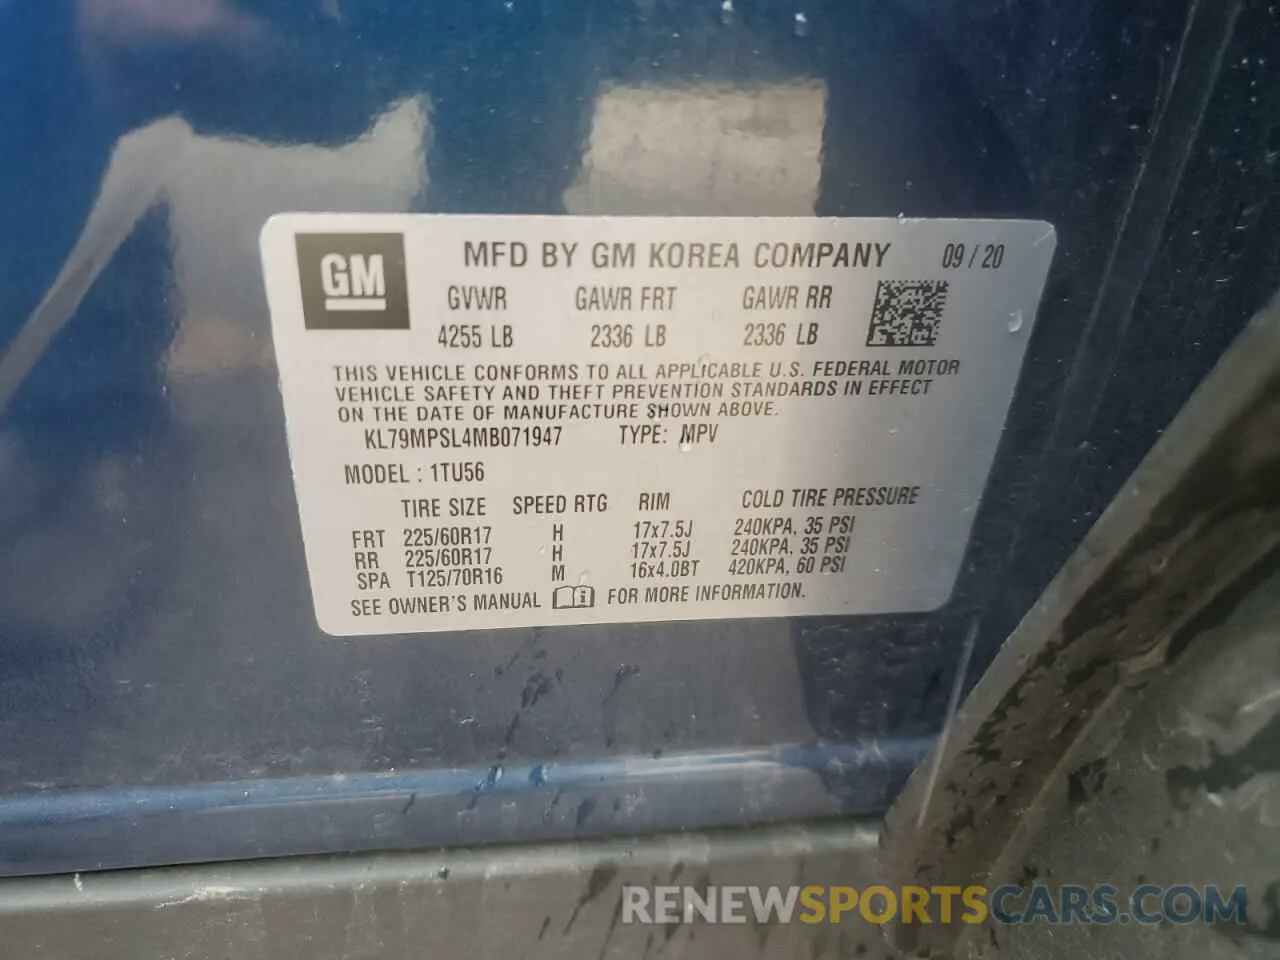 GM
MFD BY GM KOREA COMPANY 09 / 20
GVWR GAWR FRT GAWR RR
4255 LB 2336 LB 2336 LB
THIS VEHICLE CONFORMS TO ALL APPLICABLE U.S. FEDERAL MOTOR
VEHICLE SAFETY AND THEFT PREVENTION STANDARDS IN EFFECT
ON THE DATE OF MANUFACTURE SHOWN ABOVE.
KL79MPSL4MB071947 TYPE: MPV
MODEL : 1TU56
TIRE SIZE SPEED RTG RIM COLD TIRE PRESSURE
FRT 225/60R17 H 17x7.5J 240KPA, 35 PSI
RR 225/60R17 H 17x7.5J 240KPA, 35 PSI
SPA T125/70R16 M 16x4.0BT 420KPA, 60 PSI
SEE OWNER'S MANUAL i FOR MORE INFORMATION.
RENEWSPORTSCARS.COM